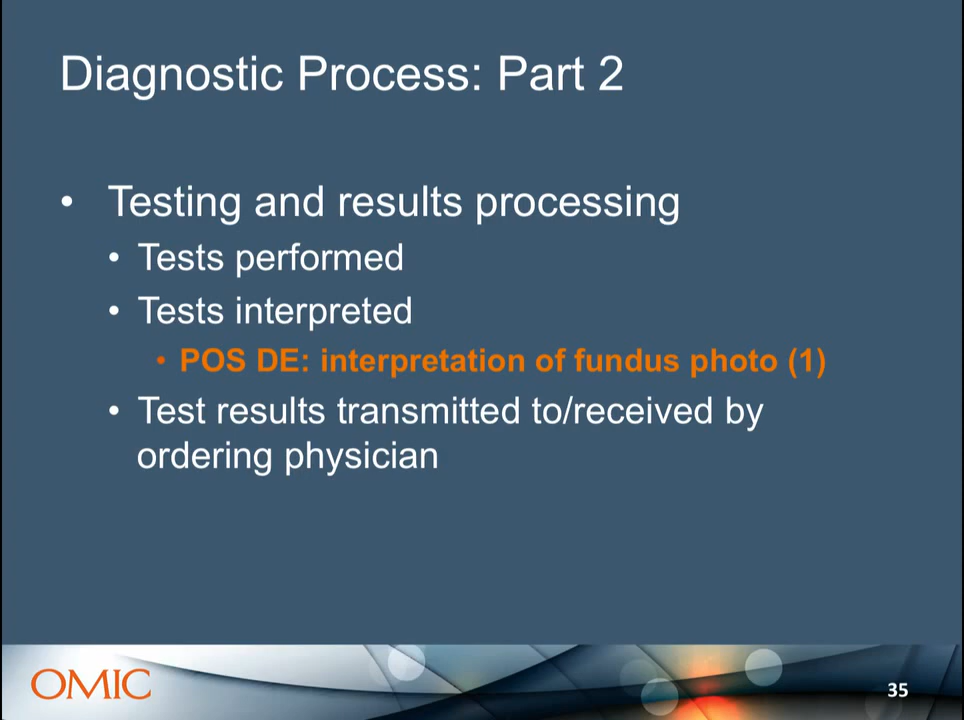 Diagnostic Process: Part 2
• Testing and results processing
• Tests performed
• Tests interpreted
• POS DE: interpretation of fundus photo (1)
• Test results transmitted to/received by
ordering physician
OMIC
35